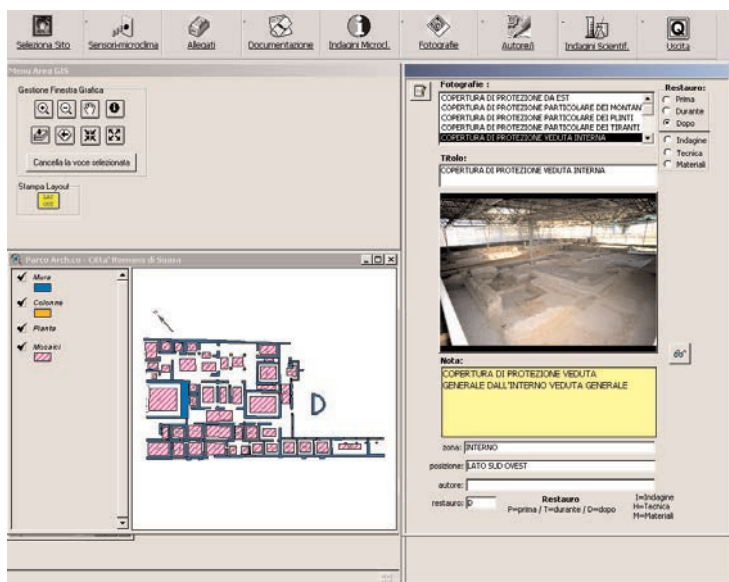 Seleziona Sito
Sensori-microclima
Allegati
Documentazione
Indagini Microcl.
Fotografie
Autore/i
Indagini Scientif.
Uscita
Menu Area GIS
Gestione Finestra Grafica
Cancella la voce selezionata
Stampa Layout
Parco Arch.co - Citta' Romana di Suasa
Mura
Colonne
Pianta
Mosaici
D
Fotografie :
COPERTURA DI PROTEZIONE DA EST
COPERTURA DI PROTEZIONE PARTICOLARE DEI MONTAN
COPERTURA DI PROTEZIONE PARTICOLARE DEI PLINTI
COPERTURA DI PROTEZIONE PARTICOLARE DEI TIRANTI
COPERTURA DI PROTEZIONE VEDUTA INTERNA
Restauro:
Prima
Durante
Dopo
Indagine
Tecnica
Materiali
Titolo:
COPERTURA DI PROTEZIONE VEDUTA INTERNA
Nota:
COPERTURA DI PROTEZIONE VEDUTA
GENERALE DALL'INTERNO VEDUTA GENERALE
zona: INTERNO
posizione: LATO SUD OVEST
autore:
restauro: D
Restauro
P=prima / T=durante / D=dopo
I=Indagine
H=Tecnica
M=Materiali